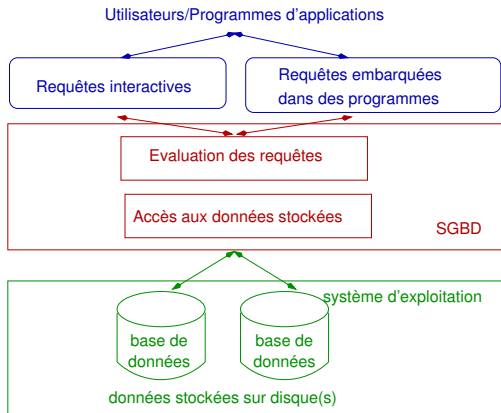 Utilisateurs/Programmes d'applications
Requêtes interactives
Requêtes embarquées
dans des programmes
Evaluation des requêtes
Accès aux données stockées
SGBD
système d'exploitation
base de
données
base de
données
données stockées sur disque(s)